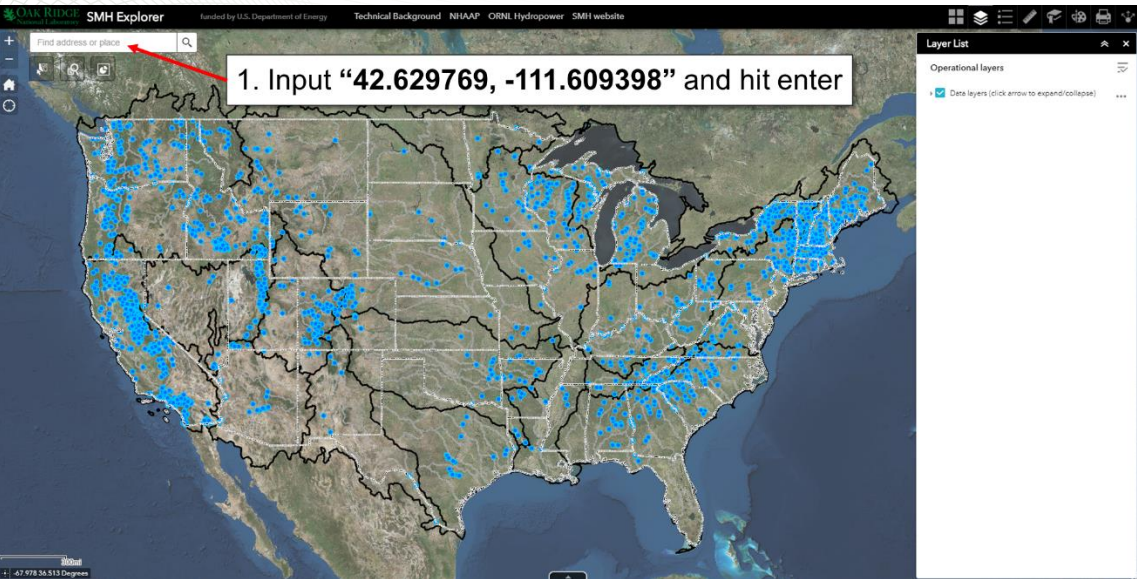 OAK RIDGE
National Laboratory
SMH Explorer
funded by U.S. Department of Energy
Technical Background NHAAP ORNL Hydropower SMH website
Find address or place
1. Input “42.629769, -111.609398” and hit enter
Layer List
Operational layers
Data layers (click arrow to expand/collapse)
-67.978 36.513 Degrees